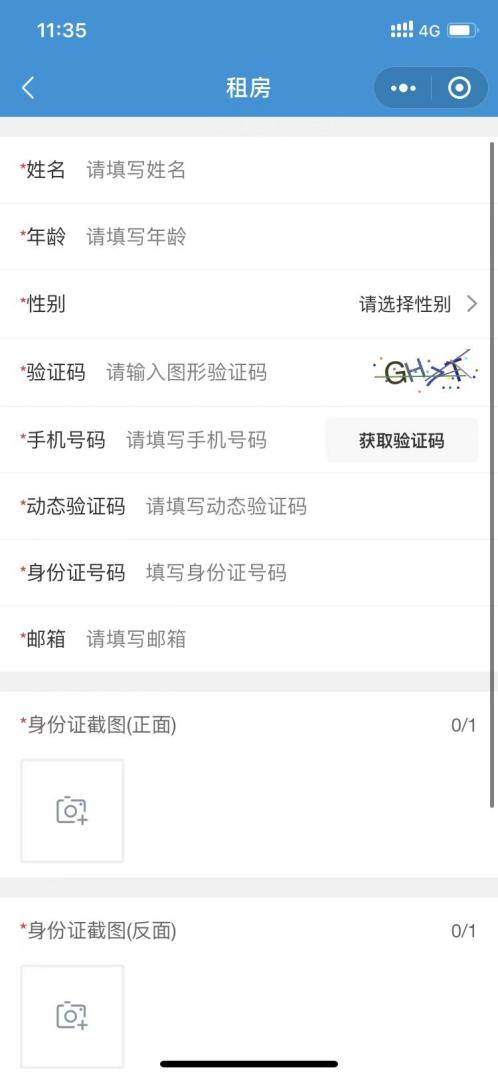 11:35
4G
租房
*姓名 请填写姓名
*年龄 请填写年龄
*性别 请选择性别
*验证码 请输入图形验证码 GHXT
*手机号码 请填写手机号码 获取验证码
*动态验证码 请填写动态验证码
*身份证号码 填写身份证号码
*邮箱 请填写邮箱
*身份证截图(正面) 0/1
*身份证截图(反面) 0/1